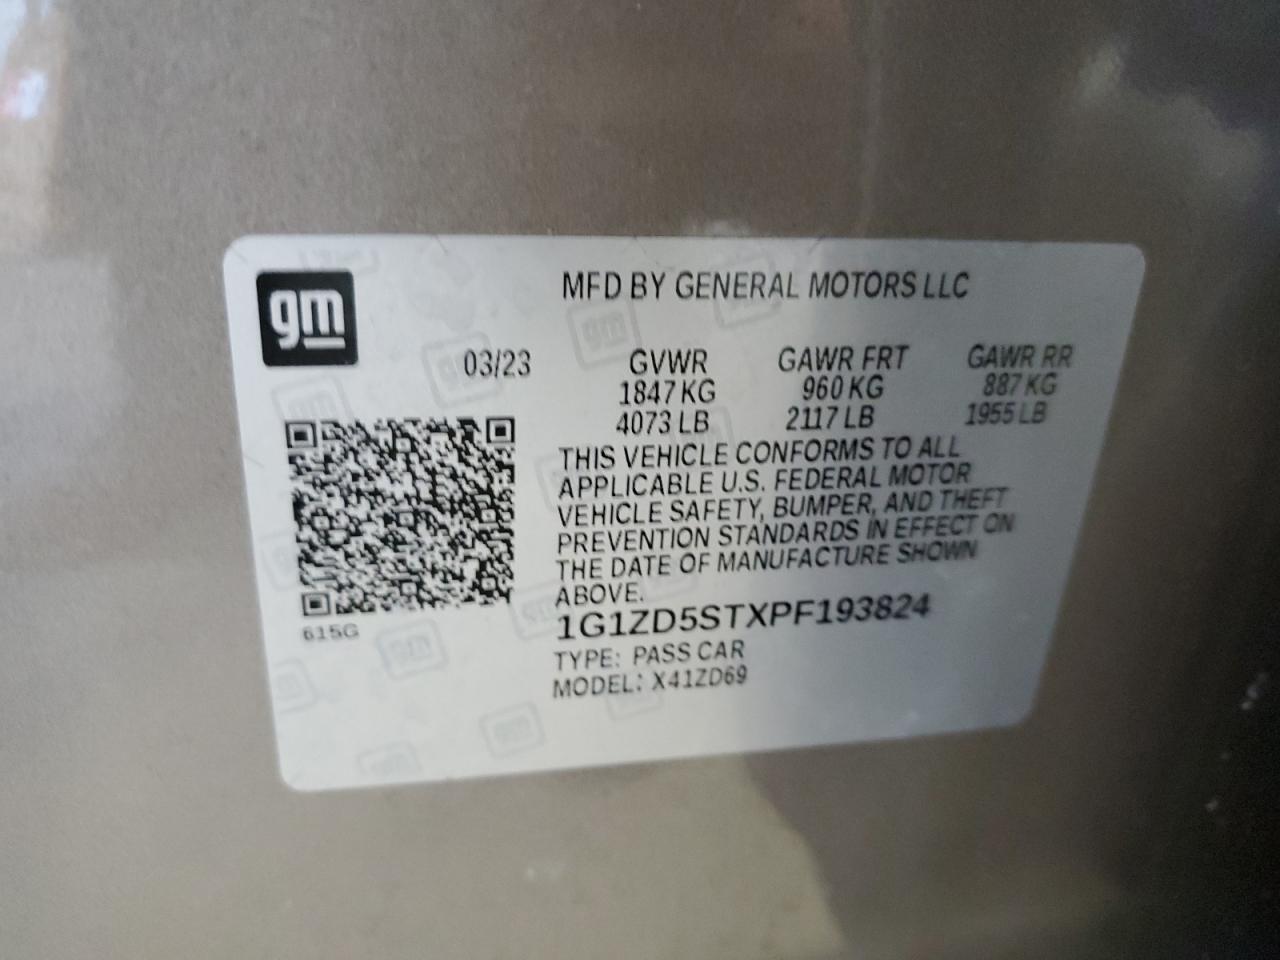 gm
MFD BY GENERAL MOTORS LLC
03/23 GVWR GAWR FRT GAWR RR
1847 KG 960 KG 887 KG
4073 LB 2117 LB 1955 LB
THIS VEHICLE CONFORMS TO ALL
APPLICABLE U.S. FEDERAL MOTOR
VEHICLE SAFETY, BUMPER, AND THEFT
PREVENTION STANDARDS IN EFFECT ON
THE DATE OF MANUFACTURE SHOWN
ABOVE.
615G
1G1ZD5STXPF193824
TYPE: PASS CAR
MODEL: X41ZD69